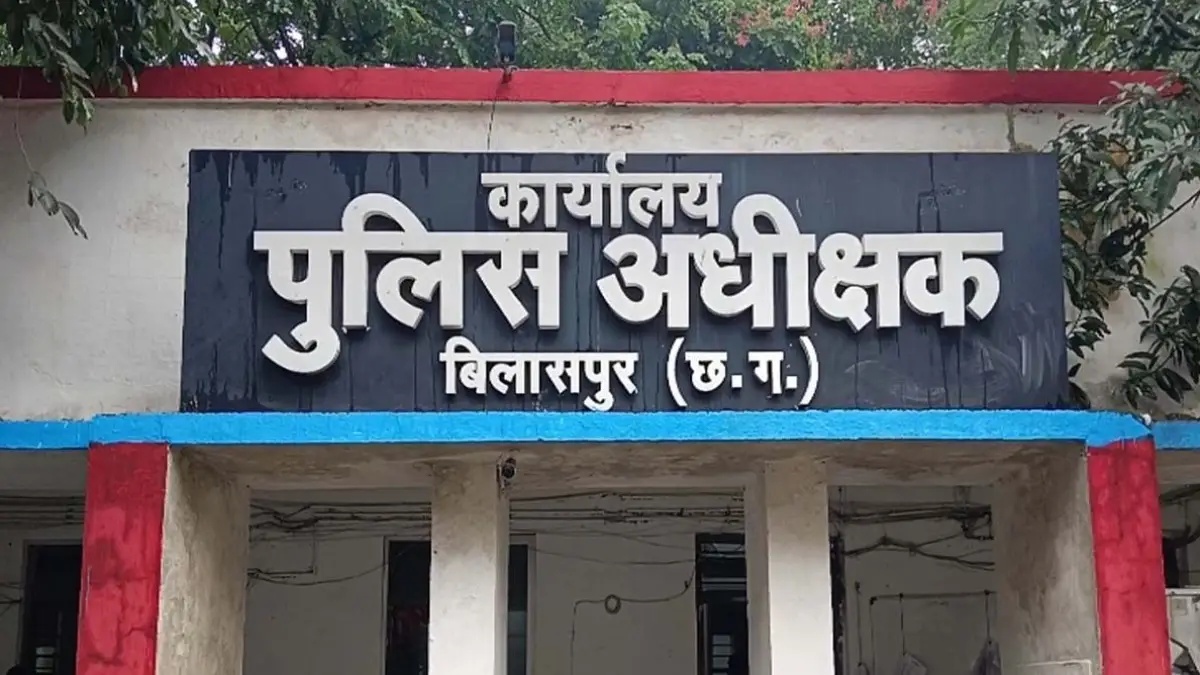 कार्यालय
पुलिस अधीक्षक
बिलासपुर (छ.ग.)